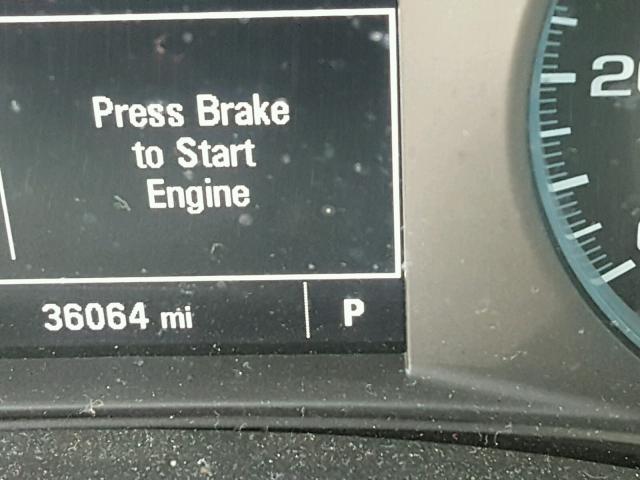 Press Brake
to Start
Engine
36064 mi
P